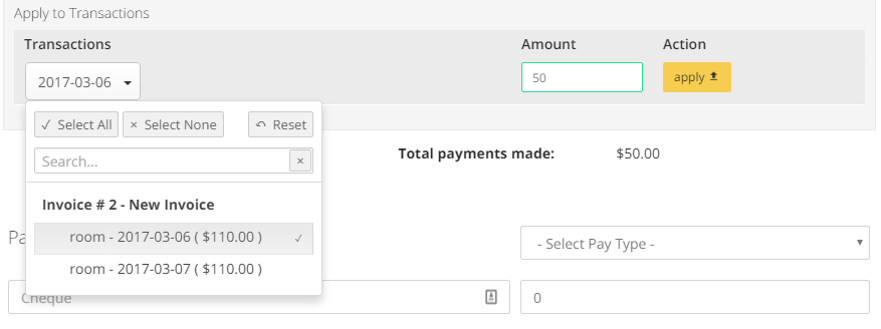 Apply to Transactions
Transactions Amount Action
2017-03-06 50 apply
✓ Select All × Select None Reset
Search... ×
Total payments made: $50.00
Invoice # 2 - New Invoice
Pa
room - 2017-03-06 ( $110.00 ) ✓
- Select Pay Type -
room - 2017-03-07 ( $110.00 )
Cheque 0